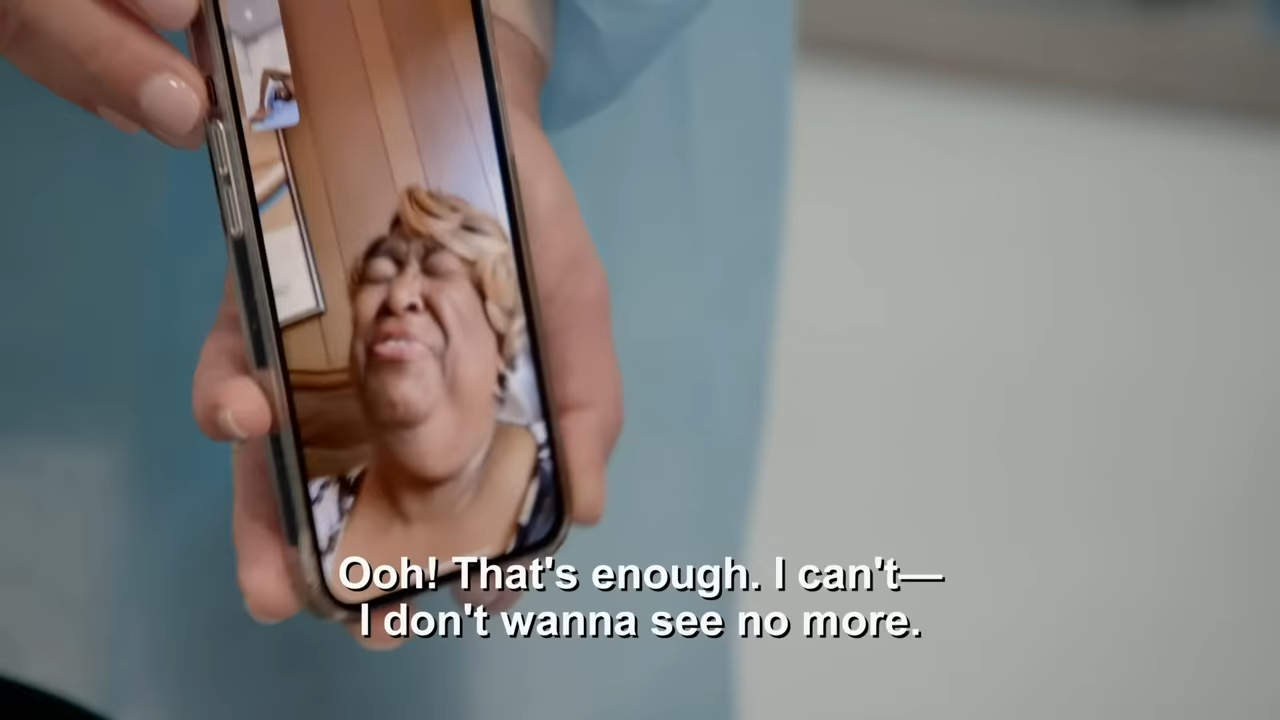 Ooh! That's enough. I can't—
I don't wanna see no more.